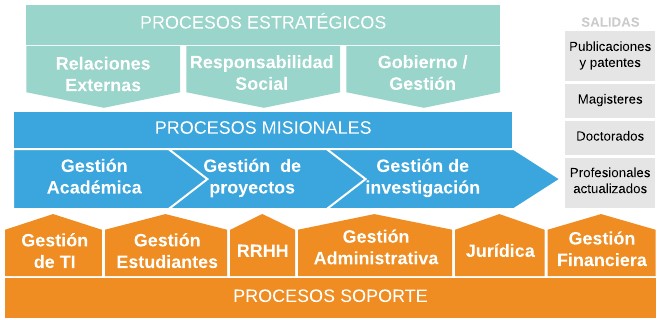 PROCESOS ESTRATÉGICOS
Relaciones
Externas
Responsabilidad
Social
Gobierno /
Gestión
PROCESOS MISIONALES
Gestión
Académica
Gestión de
proyectos
Gestión de
investigación
SALIDAS
Publicaciones
y patentes
Magisteres
Doctorados
Profesionales
actualizados
Gestión
de TI
Gestión
Estudiantes
RRHH
Gestión
Administrativa
Jurídica
Gestión
Financiera
PROCESOS SOPORTE